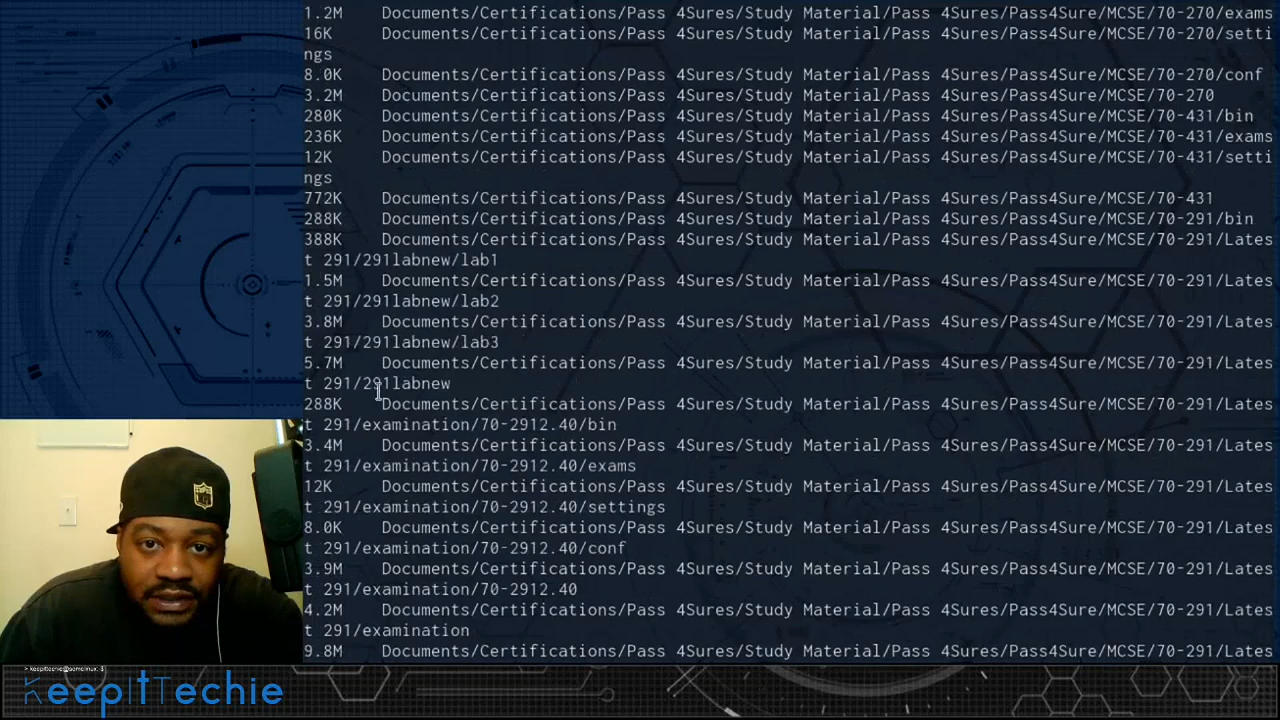 1.2M    Documents/Certifications/Pass 4Sures/Study Material/Pass 4Sures/Pass4Sure/MCSE/70-270/exams
16K     Documents/Certifications/Pass 4Sures/Study Material/Pass 4Sures/Pass4Sure/MCSE/70-270/setti
ngs
8.0K    Documents/Certifications/Pass 4Sures/Study Material/Pass 4Sures/Pass4Sure/MCSE/70-270/conf
3.2M    Documents/Certifications/Pass 4Sures/Study Material/Pass 4Sures/Pass4Sure/MCSE/70-270
280K    Documents/Certifications/Pass 4Sures/Study Material/Pass 4Sures/Pass4Sure/MCSE/70-431/bin
236K    Documents/Certifications/Pass 4Sures/Study Material/Pass 4Sures/Pass4Sure/MCSE/70-431/exams
12K     Documents/Certifications/Pass 4Sures/Study Material/Pass 4Sures/Pass4Sure/MCSE/70-431/setti
ngs
772K    Documents/Certifications/Pass 4Sures/Study Material/Pass 4Sures/Pass4Sure/MCSE/70-431
288K    Documents/Certifications/Pass 4Sures/Study Material/Pass 4Sures/Pass4Sure/MCSE/70-291/bin
388K    Documents/Certifications/Pass 4Sures/Study Material/Pass 4Sures/Pass4Sure/MCSE/70-291/Lates
t 291/291labnew/lab1
1.5M    Documents/Certifications/Pass 4Sures/Study Material/Pass 4Sures/Pass4Sure/MCSE/70-291/Lates
t 291/291labnew/lab2
3.8M    Documents/Certifications/Pass 4Sures/Study Material/Pass 4Sures/Pass4Sure/MCSE/70-291/Lates
t 291/291labnew/lab3
5.7M    Documents/Certifications/Pass 4Sures/Study Material/Pass 4Sures/Pass4Sure/MCSE/70-291/Lates
t 291/291labnew
288K    Documents/Certifications/Pass 4Sures/Study Material/Pass 4Sures/Pass4Sure/MCSE/70-291/Lates
t 291/examination/70-2912.40/bin
3.4M    Documents/Certifications/Pass 4Sures/Study Material/Pass 4Sures/Pass4Sure/MCSE/70-291/Lates
t 291/examination/70-2912.40/exams
12K     Documents/Certifications/Pass 4Sures/Study Material/Pass 4Sures/Pass4Sure/MCSE/70-291/Lates
t 291/examination/70-2912.40/settings
8.0K    Documents/Certifications/Pass 4Sures/Study Material/Pass 4Sures/Pass4Sure/MCSE/70-291/Lates
t 291/examination/70-2912.40/conf
3.9M    Documents/Certifications/Pass 4Sures/Study Material/Pass 4Sures/Pass4Sure/MCSE/70-291/Lates
t 291/examination/70-2912.40
4.2M    Documents/Certifications/Pass 4Sures/Study Material/Pass 4Sures/Pass4Sure/MCSE/70-291/Lates
t 291/examination
9.8M    Documents/Certifications/Pass 4Sures/Study Material/Pass 4Sures/Pass4Sure/MCSE/70-291/Lates
NFL
KeepItTechie